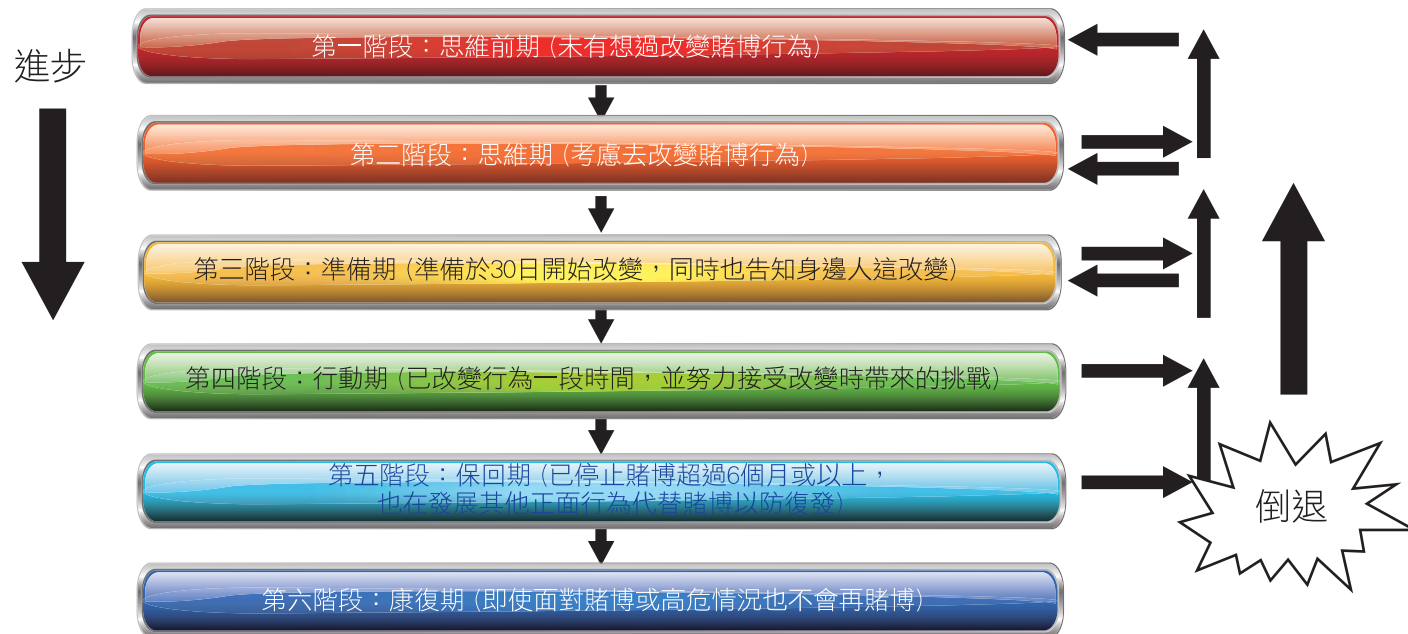 進步
第一階段：思維前期 (未有想過改變賭博行為)
第二階段：思維期 (考慮去改變賭博行為)
第三階段：準備期 (準備於30日開始改變，同時也告知身邊人這改變)
第四階段：行動期 (已改變行為一段時間，並努力接受改變時帶來的挑戰)
第五階段：保回期 (已停止賭博超過6個月或以上，
也在發展其他正面行為代替賭博以防復發)
倒退
第六階段：康復期 (即使面對賭博或高危情況也不會再賭博)